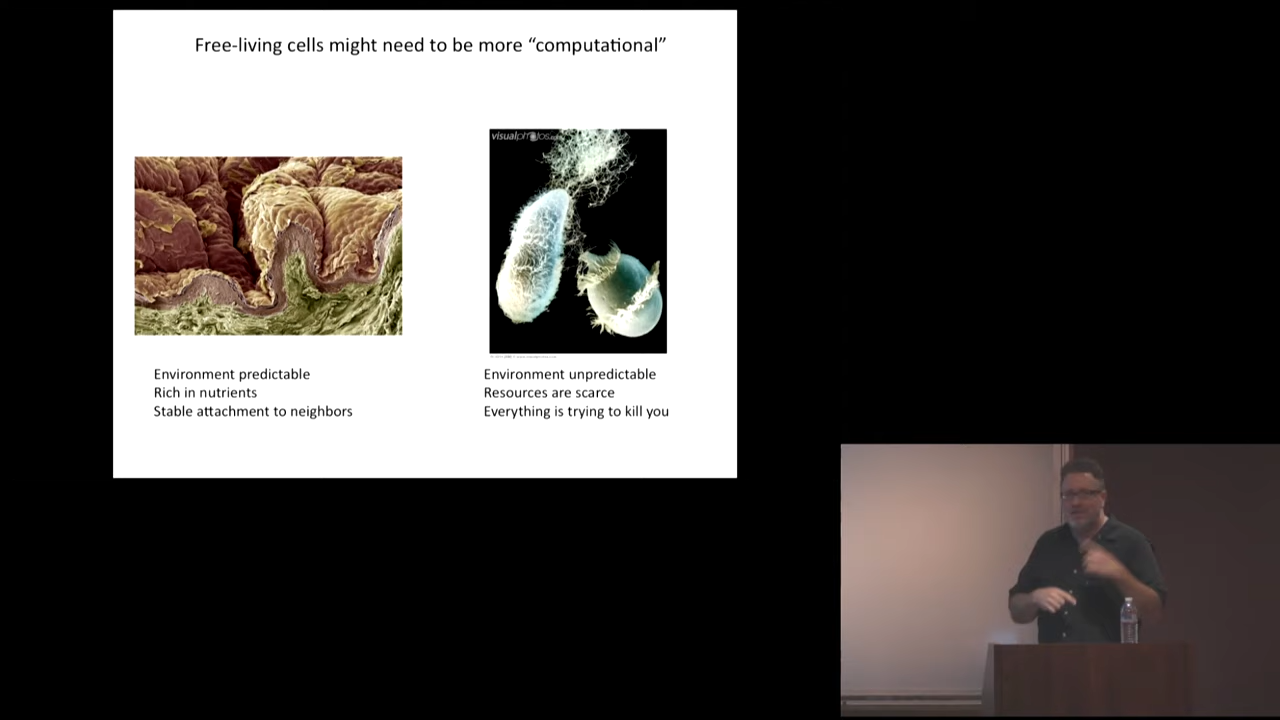 Free-living cells might need to be more “computational”
Environment predictable
Rich in nutrients
Stable attachment to neighbors
Environment unpredictable
Resources are scarce
Everything is trying to kill you